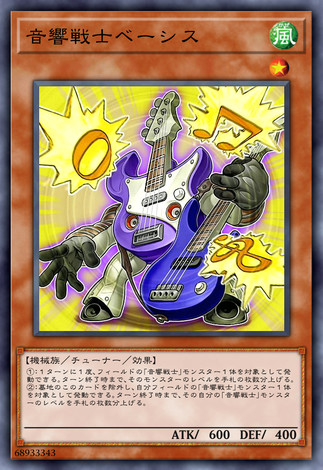 音響戦士ベーシス
風
【機械族／チューナー／効果】
①：１ターンに１度、フィールドの「音響戦士」モンスター１体を対象として発
動できる。ターン終了時まで、そのモンスターのレベルを手札の枚数分上げる。
②：墓地のこのカードを除外し、自分フィールドの「音響戦士」モンスター１体
を対象として発動できる。ターン終了時まで、その自分の「音響戦士」モンスタ
ーのレベルを手札の枚数分上げる。
ATK/ 600 DEF/ 400
68933343